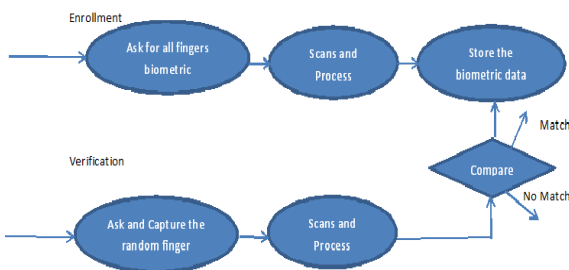 Enrollment
Ask for all fingers
biometric
Scans and
Process
Store the
biometric data
Match
Compare
No Match
Verification
Ask and Capture the
random finger
Scans and
Process